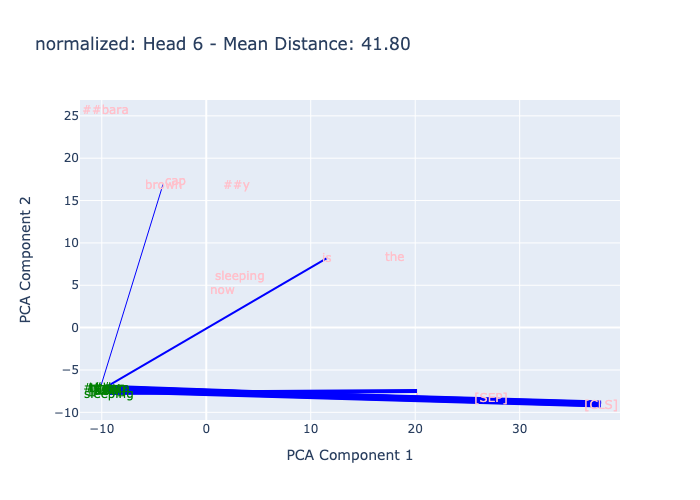 normalized: Head 6 - Mean Distance: 41.80
25
##bara
20
brown
cap
##y
15
10
is
the
PCA Component 2
sleeping
5
now
0
−5
sleeping
[SEP]
[CLS]
−10
−10
0
10
20
30
PCA Component 1